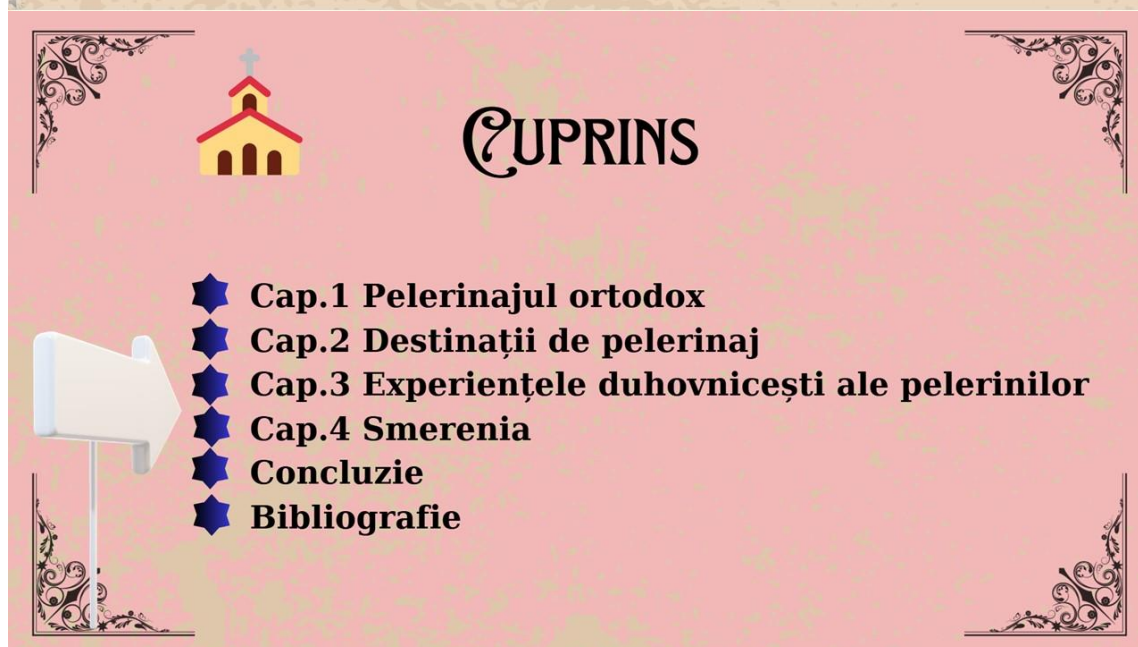 Cuprins
Cap.1 Pelerinajul ortodox
Cap.2 Destinații de pelerinaj
Cap.3 Experiențele duhovnicești ale pelerinilor
Cap.4 Smerenia
Concluzie
Bibliografie